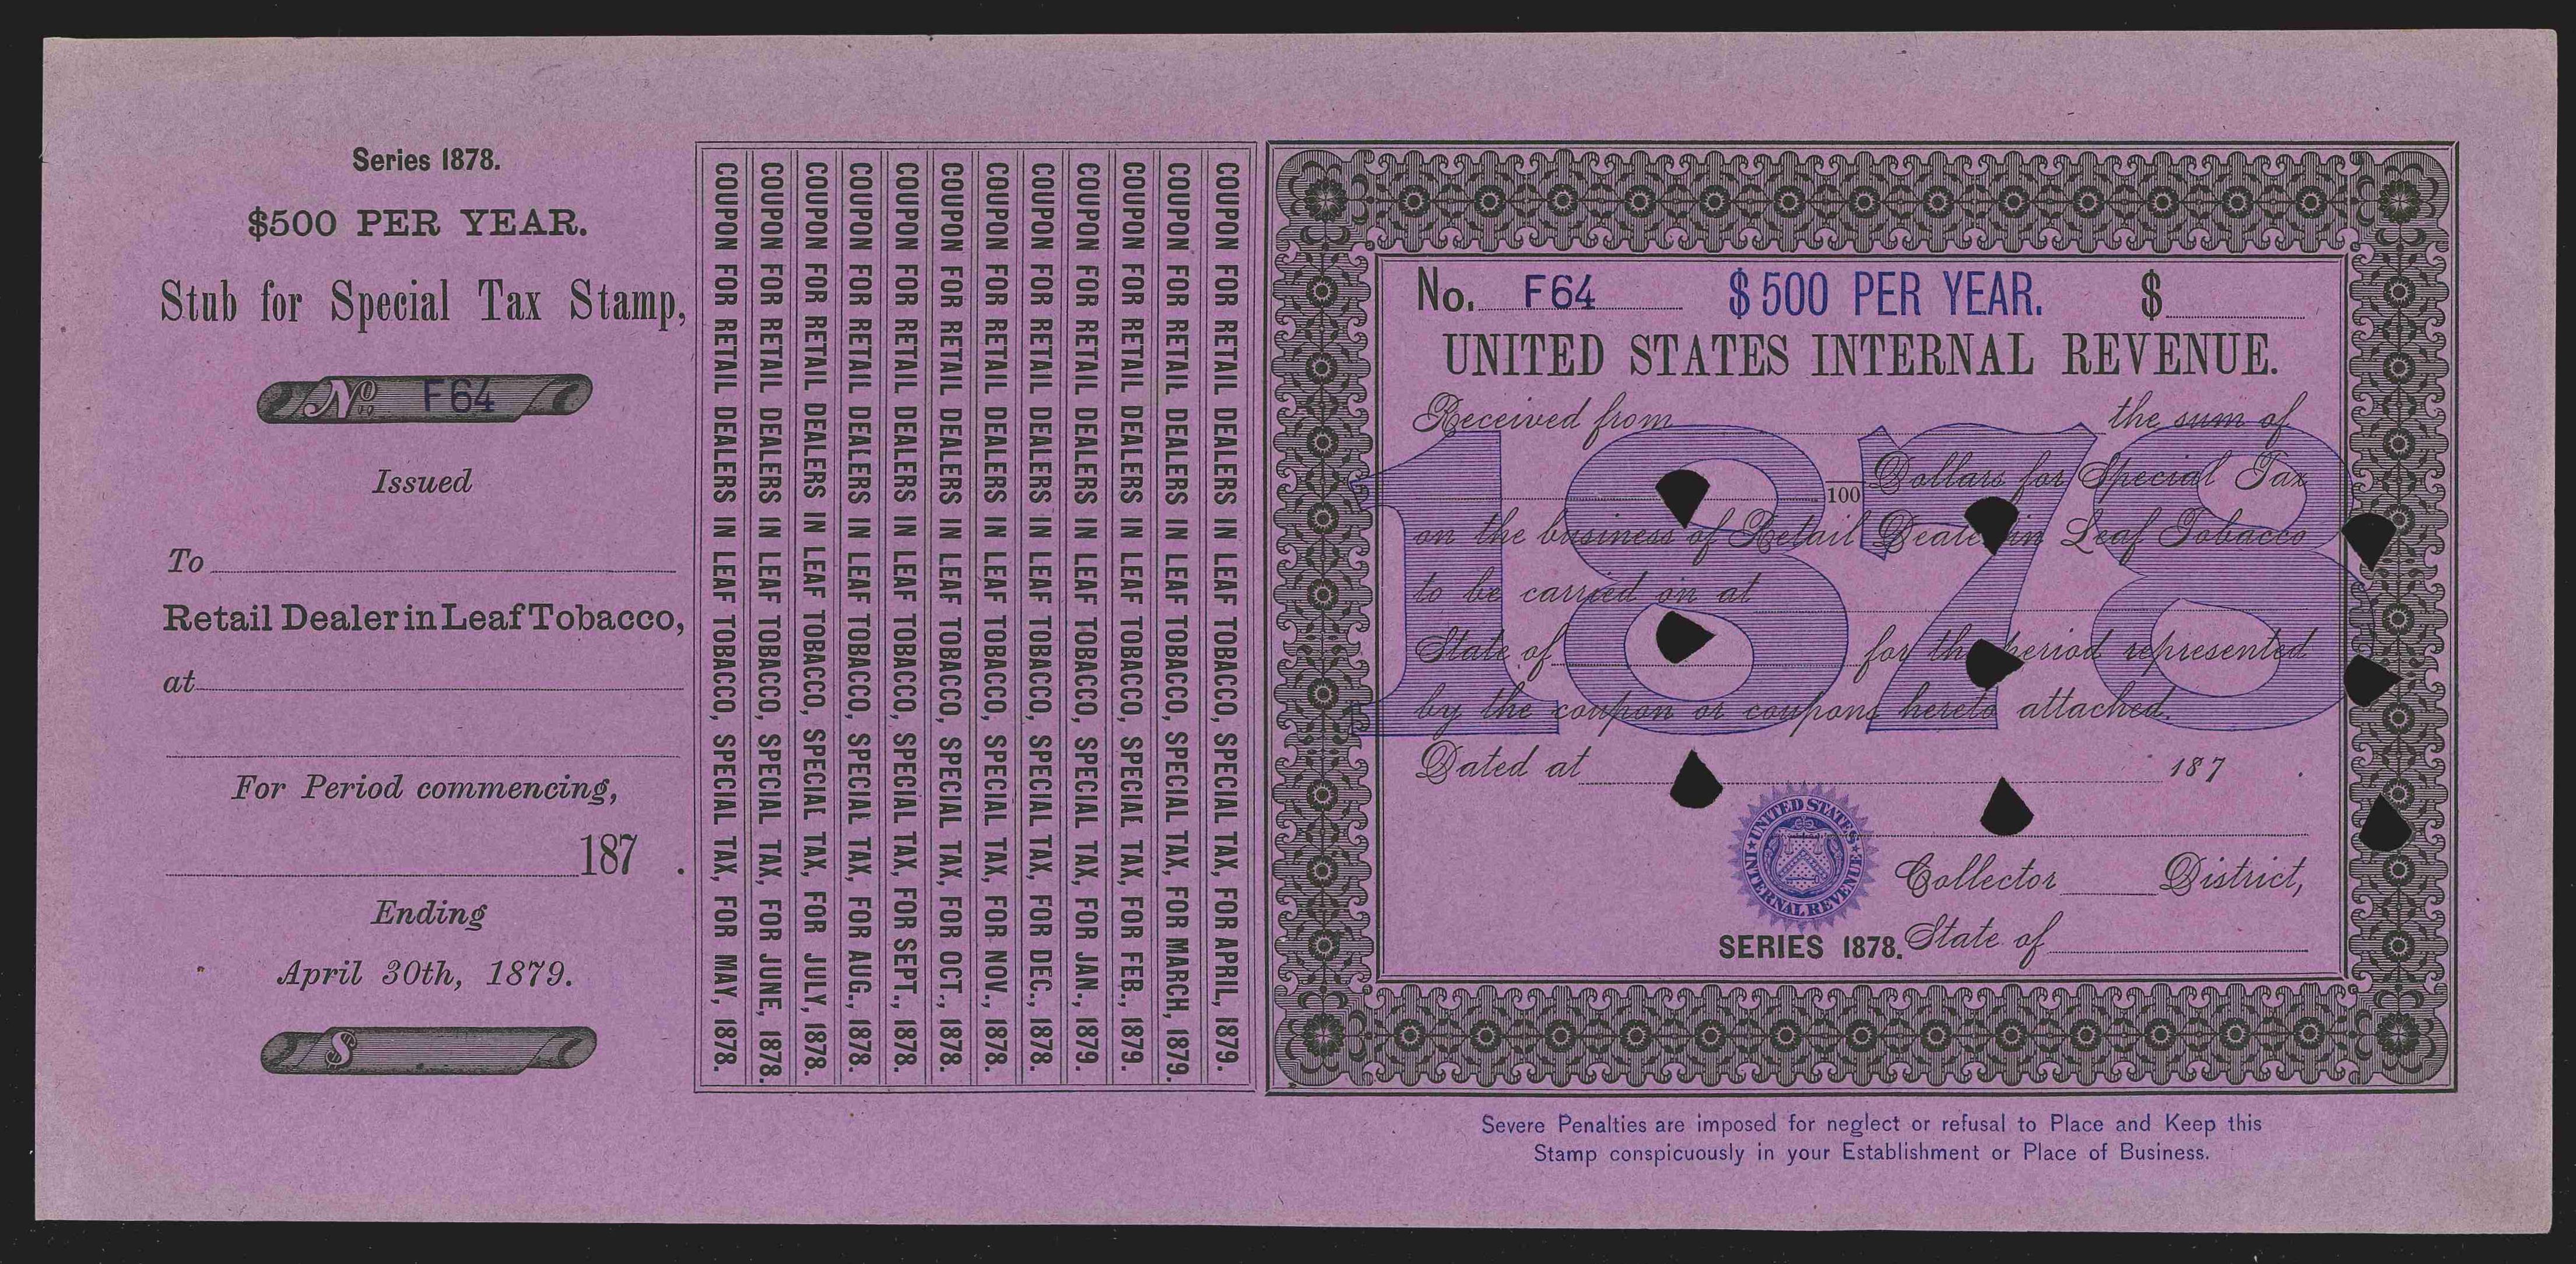 Series 1878.
$500 PER YEAR.
Stub for Special Tax Stamp,
No. F64
Issued
To
Retail Dealer in Leaf Tobacco,
at
For Period commencing,
187 .
Ending
April 30th, 1879.
$
COUPON FOR RETAIL DEALERS IN LEAF TOBACCO, SPECIAL TAX, FOR MAY, 1878.
COUPON FOR RETAIL DEALERS IN LEAF TOBACCO, SPECIAL TAX, FOR JUNE, 1878.
COUPON FOR RETAIL DEALERS IN LEAF TOBACCO, SPECIAL TAX, FOR JULY, 1878.
COUPON FOR RETAIL DEALERS IN LEAF TOBACCO, SPECIAL TAX, FOR AUG., 1878.
COUPON FOR RETAIL DEALERS IN LEAF TOBACCO, SPECIAL TAX, FOR SEPT., 1878.
COUPON FOR RETAIL DEALERS IN LEAF TOBACCO, SPECIAL TAX, FOR OCT., 1878.
COUPON FOR RETAIL DEALERS IN LEAF TOBACCO, SPECIAL TAX, FOR NOV., 1878.
COUPON FOR RETAIL DEALERS IN LEAF TOBACCO, SPECIAL TAX, FOR DEC., 1878.
COUPON FOR RETAIL DEALERS IN LEAF TOBACCO, SPECIAL TAX, FOR JAN., 1879.
COUPON FOR RETAIL DEALERS IN LEAF TOBACCO, SPECIAL TAX, FOR FEB., 1879.
COUPON FOR RETAIL DEALERS IN LEAF TOBACCO, SPECIAL TAX, FOR MARCH, 1879.
COUPON FOR RETAIL DEALERS IN LEAF TOBACCO, SPECIAL TAX, FOR APRIL, 1879.
No. F64 $500 PER YEAR. $
UNITED STATES INTERNAL REVENUE.
1878
Received from the sum of
100 Dollars for Special Tax
on the business of Retail Dealer in Leaf Tobacco
to be carried on at
State of for the period represented
by the coupon or coupons hereto attached.
Dated at 187 .
UNITED STATES INTERNAL REVENUE
Collector District,
SERIES 1878. State of
Severe Penalties are imposed for neglect or refusal to Place and Keep this
Stamp conspicuously in your Establishment or Place of Business.